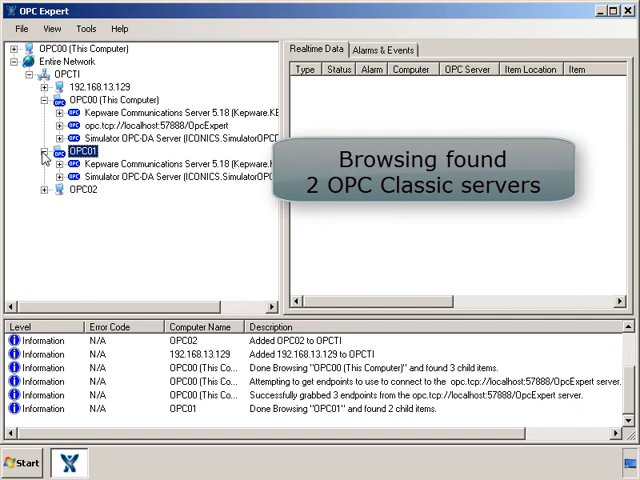 OPC Expert
File View Tools Help
OPC00 (This Computer)
Entire Network
OPCTI
192.168.13.129
OPC00 (This Computer)
OPC Kepware Communications Server 5.18 (Kepware.KE
OPC opc.tcp://localhost:57888/OpcExpert
OPC Simulator OPC-DA Server (ICONICS.SimulatorOPCD
OPC OPC01
OPC Kepware Communications Server 5.18 (Kepware.K
OPC Simulator OPC-DA Server (ICONICS.SimulatorOPC
OPC02
Realtime Data Alarms & Events
Type Status Alarm Computer OPC Server Item Location Item
Browsing found
2 OPC Classic servers
Level Error Code Computer Name Description
Information N/A OPC02 Added OPC02 to OPCTI
Information N/A 192.168.13.129 Added 192.168.13.129 to OPCTI
Information N/A OPC00 (This Co... Done Browsing "OPC00 (This Computer)" and found 3 child items.
Information N/A OPC00 (This Co... Attempting to get endpoints to use to connect to the opc.tcp://localhost:57888/OpcExpert server.
Information N/A OPC00 (This Co... Successfully grabbed 3 endpoints from the opc.tcp://localhost:57888/OpcExpert server.
Information N/A OPC01 Done Browsing "OPC01" and found 2 child items.
Start